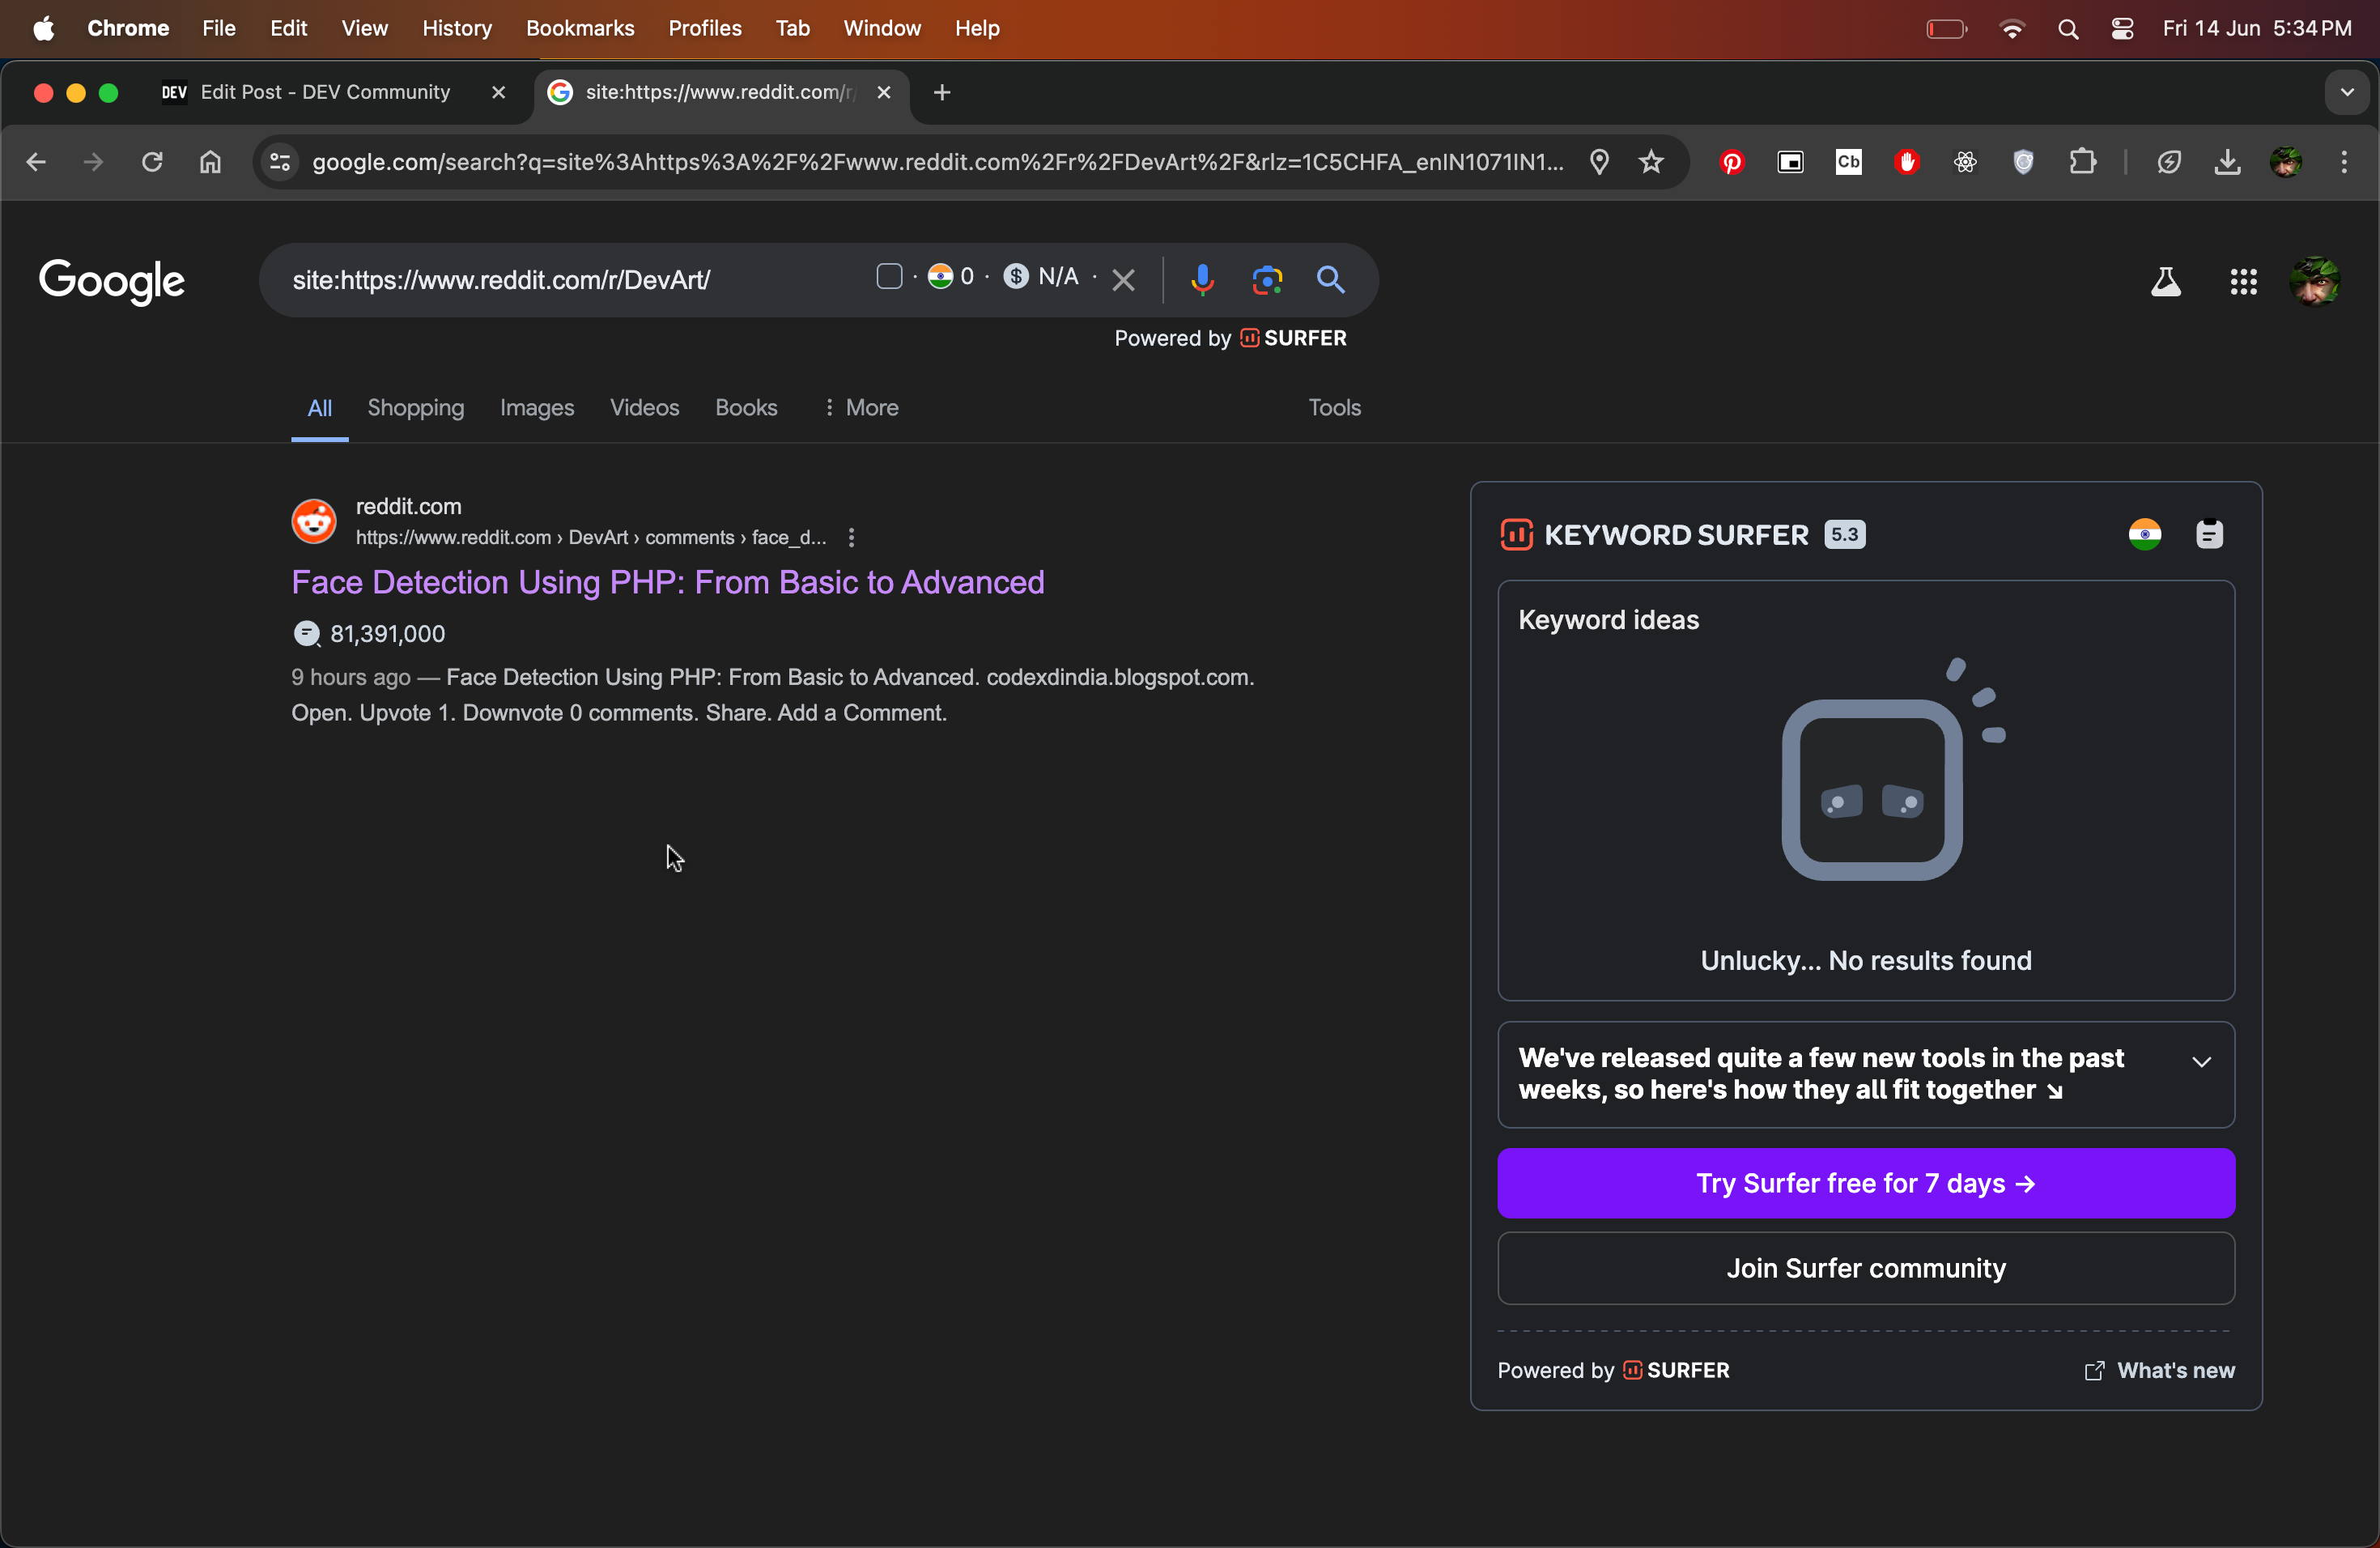 Chrome File Edit View History Bookmarks Profiles Tab Window Help Fri 14 Jun 5:34 PM
DEV Edit Post - DEV Community site:https://www.reddit.com/r/
google.com/search?q=site%3Ahttps%3A%2F%2Fwww.reddit.com%2Fr%2FDevArt%2F&rlz=1C5CHFA_enIN1071IN1... Cb
Google site:https://www.reddit.com/r/DevArt/ · 0 · $ N/A ·
Powered by SURFER
All Shopping Images Videos Books More Tools
reddit.com
https://www.reddit.com › DevArt › comments › face_d...
Face Detection Using PHP: From Basic to Advanced
81,391,000
9 hours ago — Face Detection Using PHP: From Basic to Advanced. codexdindia.blogspot.com.
Open. Upvote 1. Downvote 0 comments. Share. Add a Comment.
KEYWORD SURFER 5.3
Keyword ideas
Unlucky... No results found
We've released quite a few new tools in the past
weeks, so here's how they all fit together ↘
Try Surfer free for 7 days →
Join Surfer community
Powered by SURFER What's new